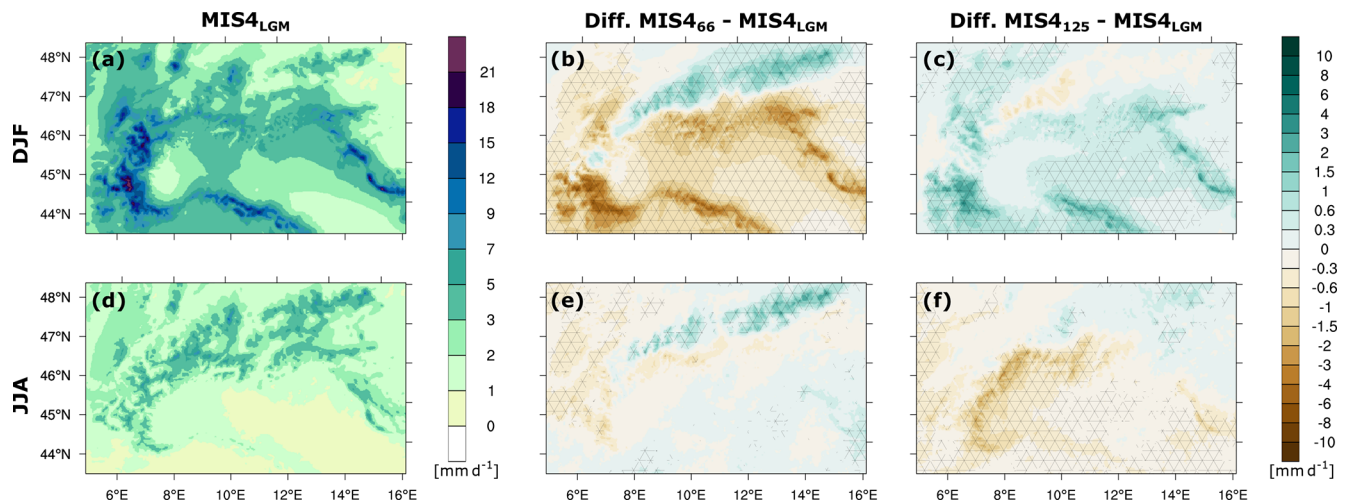 MIS4LGM
Diff. MIS466 - MIS4LGM
Diff. MIS4125 - MIS4LGM
DJF
(a)
(b)
(c)
48°N
47°N
46°N
45°N
44°N
21
18
15
12
9
7
5
3
2
1
0
[mm d-1]
10
8
6
4
3
2
1.5
1
0.6
0.3
0
-0.3
-0.6
-1
-1.5
-2
-3
-4
-6
-8
-10
[mm d-1]
JJA
(d)
(e)
(f)
48°N
47°N
46°N
45°N
44°N
6°E 8°E 10°E 12°E 14°E 16°E
6°E 8°E 10°E 12°E 14°E 16°E
6°E 8°E 10°E 12°E 14°E 16°E